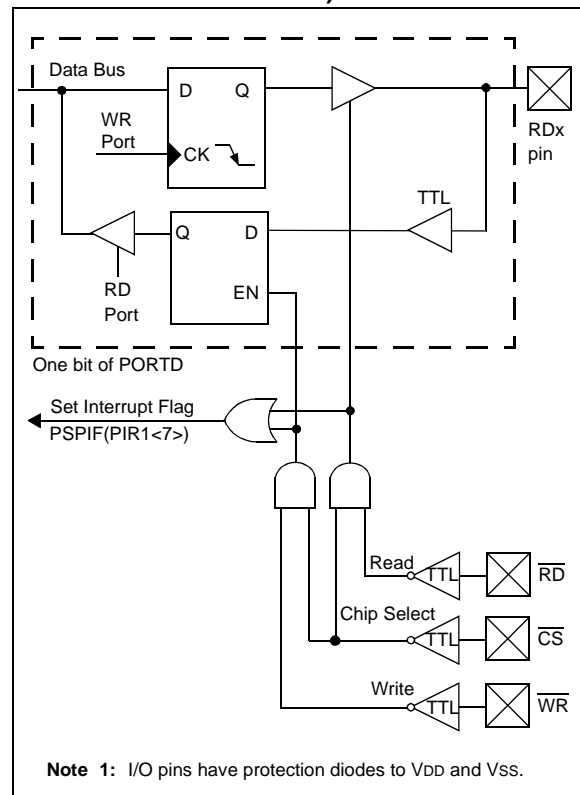 Data Bus
D Q
WR
Port
CK
RDx
pin
TTL
Q D
EN
RD
Port
One bit of PORTD
Set Interrupt Flag
PSPIF(PIR1<7>)
Read
TTL
RD
Chip Select
TTL
CS
Write
TTL
WR
Note 1: I/O pins have protection diodes to VDD and VSS.